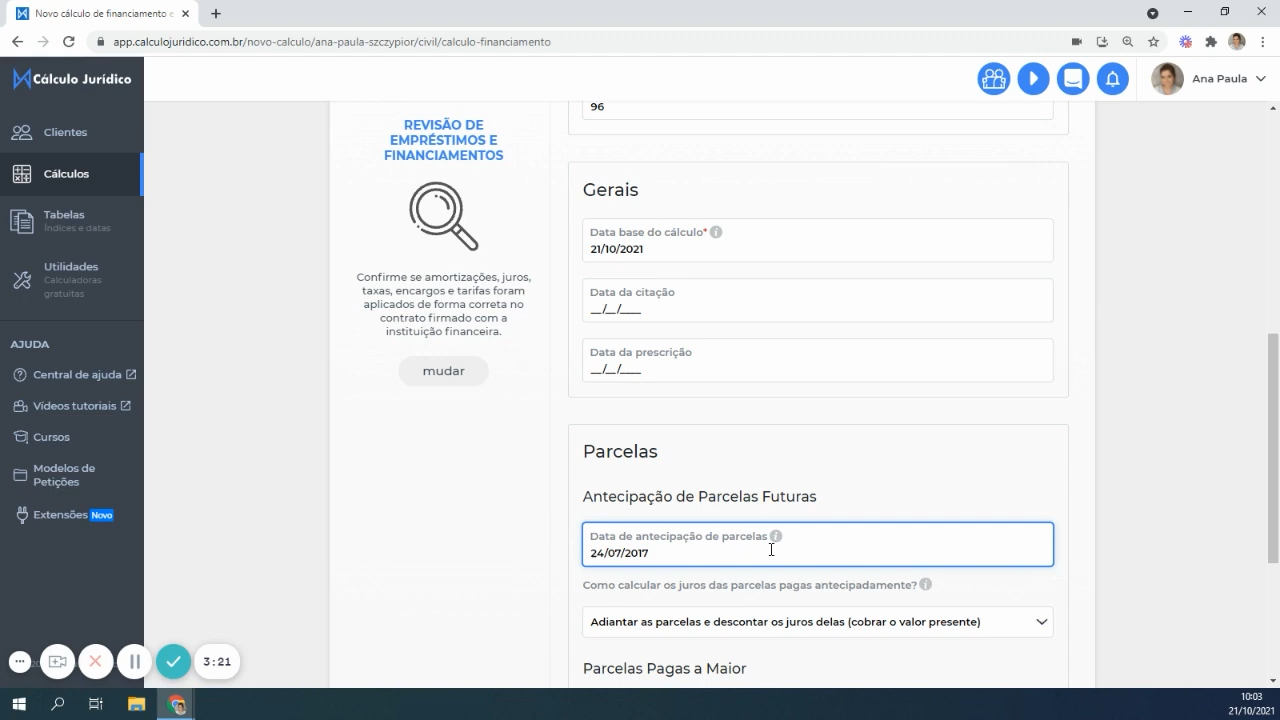 Novo cálculo de financiamento e
app.calculojuridico.com.br/novo-calculo/ana-paula-szczypior/civil/calculo-financiamento
Cálculo Jurídico
Ana Paula
Clientes
Cálculos
Tabelas
Índices e datas
Utilidades
Calculadoras
gratuitas
AJUDA
Central de ajuda
Vídeos tutoriais
Cursos
Modelos de
Petições
Extensões Novo
REVISÃO DE
EMPRÉSTIMOS E
FINANCIAMENTOS
Confirme se amortizações, juros,
taxas, encargos e tarifas foram
aplicados de forma correta no
contrato firmado com a
instituição financeira.
mudar
96
Gerais
Data base do cálculo*
21/10/2021
Data da citação
__/__/____
Data da prescrição
__/__/____
Parcelas
Antecipação de Parcelas Futuras
Data de antecipação de parcelas
24/07/2017
Como calcular os juros das parcelas pagas antecipadamente?
Adiantar as parcelas e descontar os juros delas (cobrar o valor presente)
Parcelas Pagas a Maior
3:21
10:03
21/10/2021